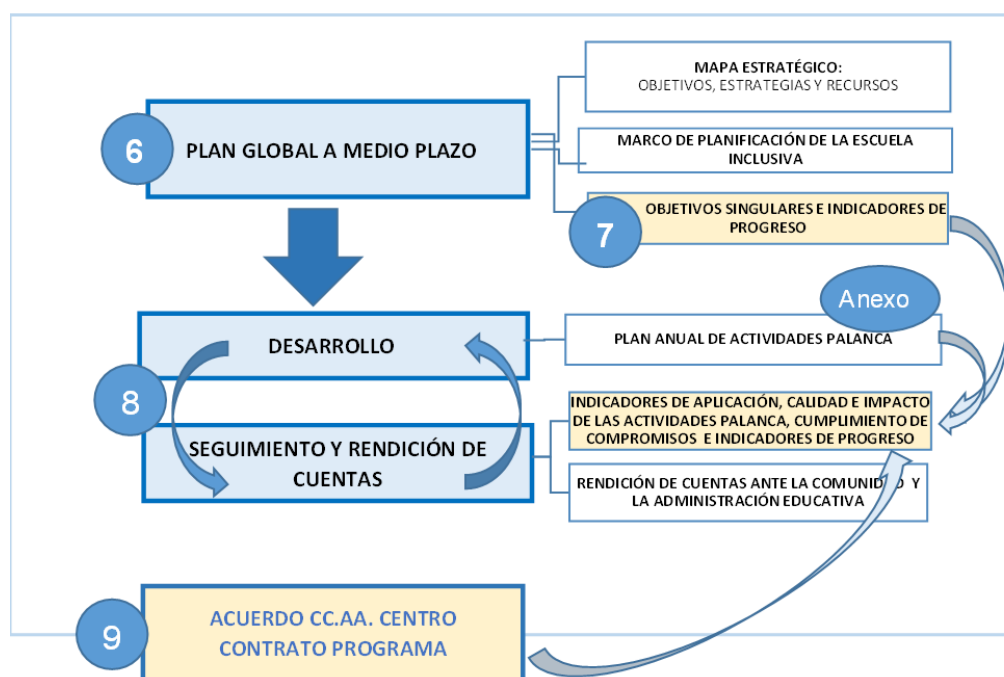 MAPA ESTRATÉGICO:
OBJETIVOS, ESTRATEGIAS Y RECURSOS
6
PLAN GLOBAL A MEDIO PLAZO
MARCO DE PLANIFICACIÓN DE LA ESCUELA
INCLUSIVA
7
OBJETIVOS SINGULARES E INDICADORES DE
PROGRESO
Anexo
DESARROLLO
PLAN ANUAL DE ACTIVIDADES PALANCA
8
SEGUIMIENTO Y RENDICIÓN DE
CUENTAS
INDICADORES DE APLICACIÓN, CALIDAD E IMPACTO
DE LAS ACTIVIDADES PALANCA, CUMPLIMIENTO DE
COMPROMISOS E INDICADORES DE PROGRESO
RENDICIÓN DE CUENTAS ANTE LA COMUNIDAD Y
LA ADMINISTRACIÓN EDUCATIVA
9
ACUERDO CC.AA. CENTRO
CONTRATO PROGRAMA